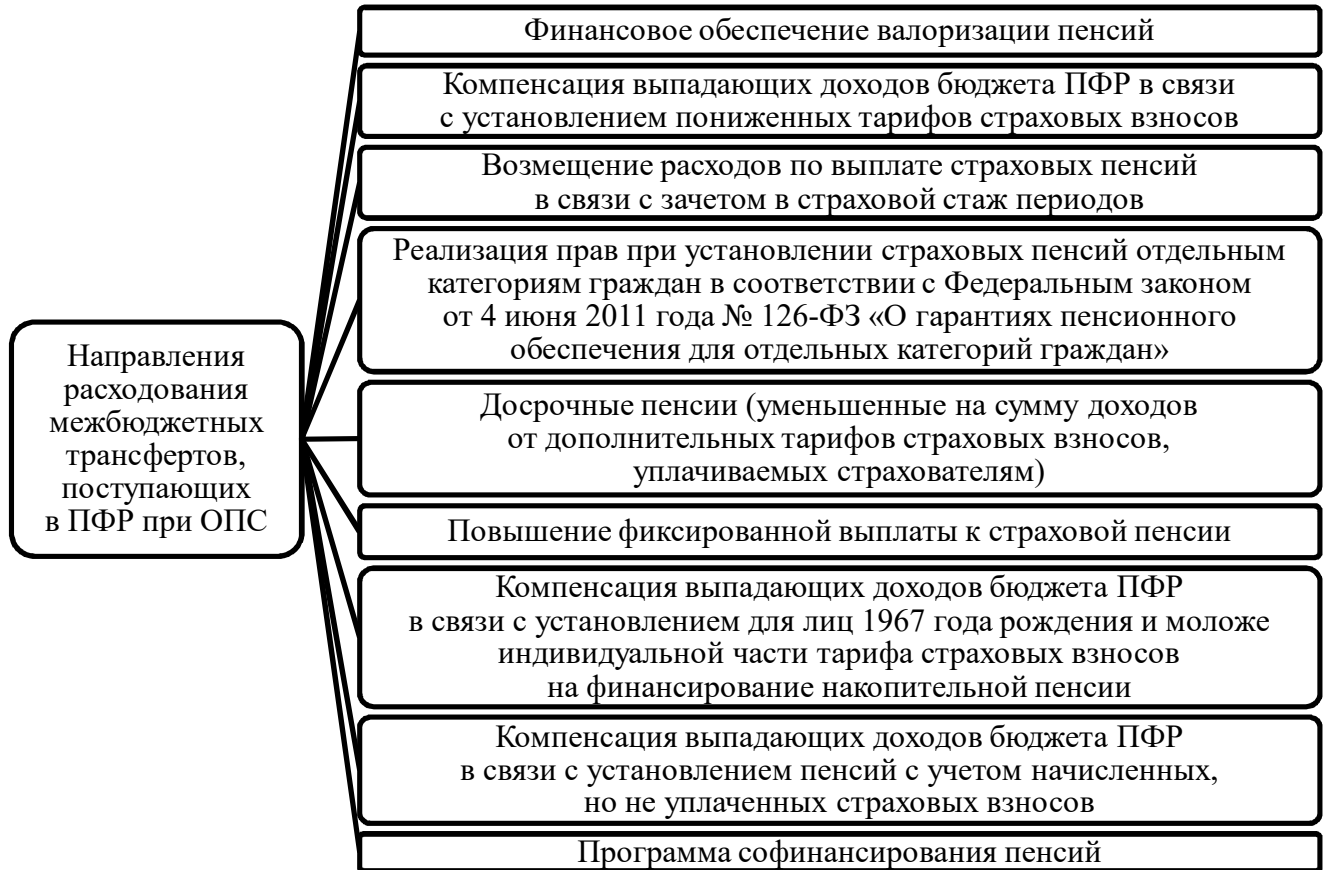 Финансовое обеспечение валоризации пенсий
Компенсация выпадающих доходов бюджета ПФР в связи
с установлением пониженных тарифов страховых взносов
Возмещение расходов по выплате страховых пенсий
в связи с зачетом в страховой стаж периодов
Реализация прав при установлении страховых пенсий отдельным
категориям граждан в соответствии с Федеральным законом
от 4 июня 2011 года № 126-ФЗ «О гарантиях пенсионного
обеспечения для отдельных категорий граждан»
Направления
расходования
межбюджетных
трансфертов,
поступающих
в ПФР при ОПС
Досрочные пенсии (уменьшенные на сумму доходов
от дополнительных тарифов страховых взносов,
уплачиваемых страхователям)
Повышение фиксированной выплаты к страховой пенсии
Компенсация выпадающих доходов бюджета ПФР
в связи с установлением для лиц 1967 года рождения и моложе
индивидуальной части тарифа страховых взносов
на финансирование накопительной пенсии
Компенсация выпадающих доходов бюджета ПФР
в связи с установлением пенсий с учетом начисленных,
но не уплаченных страховых взносов
Программа софинансирования пенсий